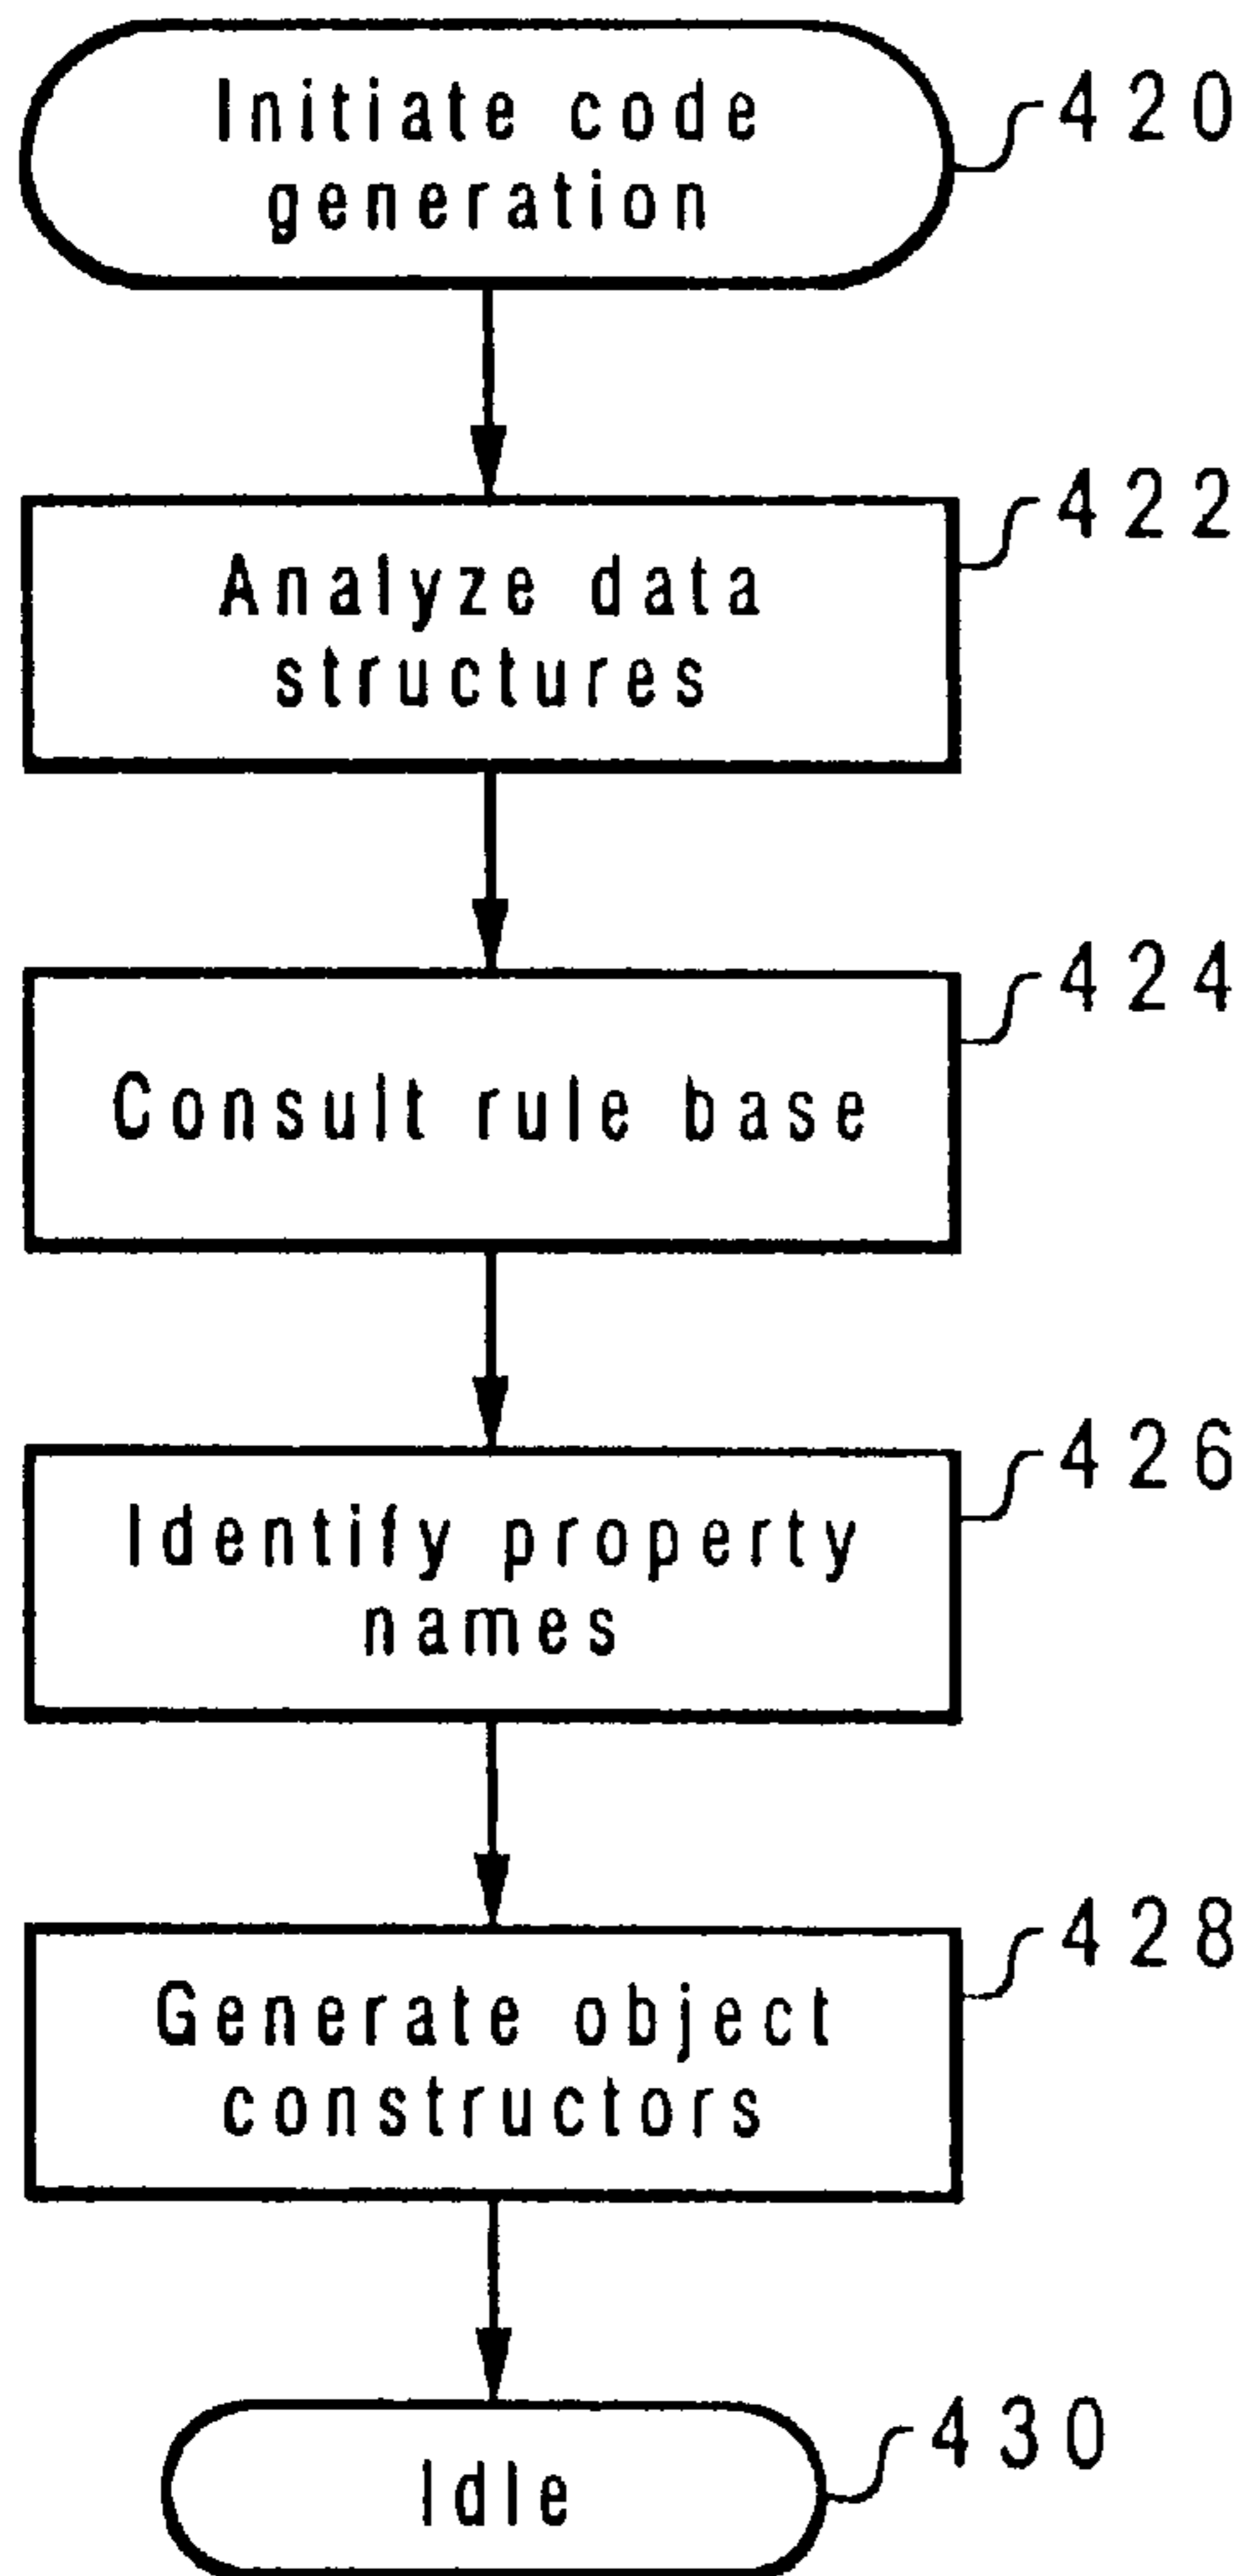 Initiate code
generation
420
Analyze data
structures
422
Consult rule base
424
Identify property
names
426
Generate object
constructors
428
Idle
430